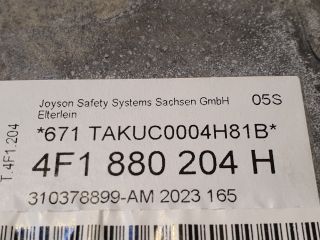 Joyson Safety Systems Sachsen GmbH
Elterlein
05S
*671 TAKUC0004H81B*
4F1 880 204 H
310378899-AM 2023 165
T. 4F1.204